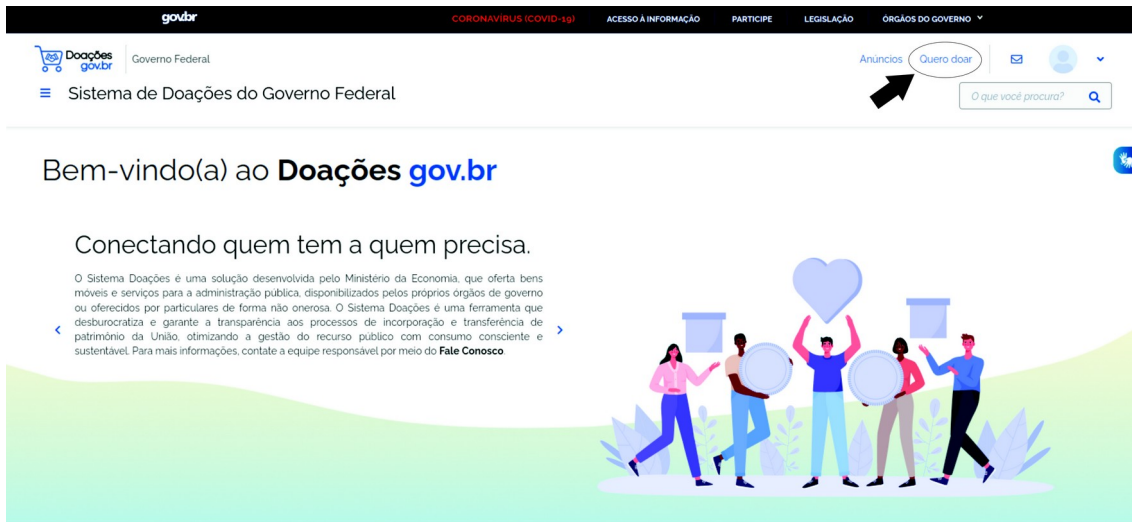 gov.br CORONAVÍRUS (COVID-19) ACESSO À INFORMAÇÃO PARTICIPE LEGISLAÇÃO ÓRGÃOS DO GOVERNO
Doações
gov.br
Governo Federal
Anúncios Quero doar
Sistema de Doações do Governo Federal
O que você procura?
Bem-vindo(a) ao Doações gov.br
Conectando quem tem a quem precisa.
O Sistema Doações é uma solução desenvolvida pelo Ministério da Economia, que oferta bens
móveis e serviços para a administração pública, disponibilizados pelos próprios órgãos de governo
ou oferecidos por particulares de forma não onerosa. O Sistema Doações é uma ferramenta que
desburocratiza e garante a transparência aos processos de incorporação e transferência de
patrimônio da União, otimizando a gestão do recurso público com consumo consciente e
sustentável. Para mais informações, contate a equipe responsável por meio do Fale Conosco.